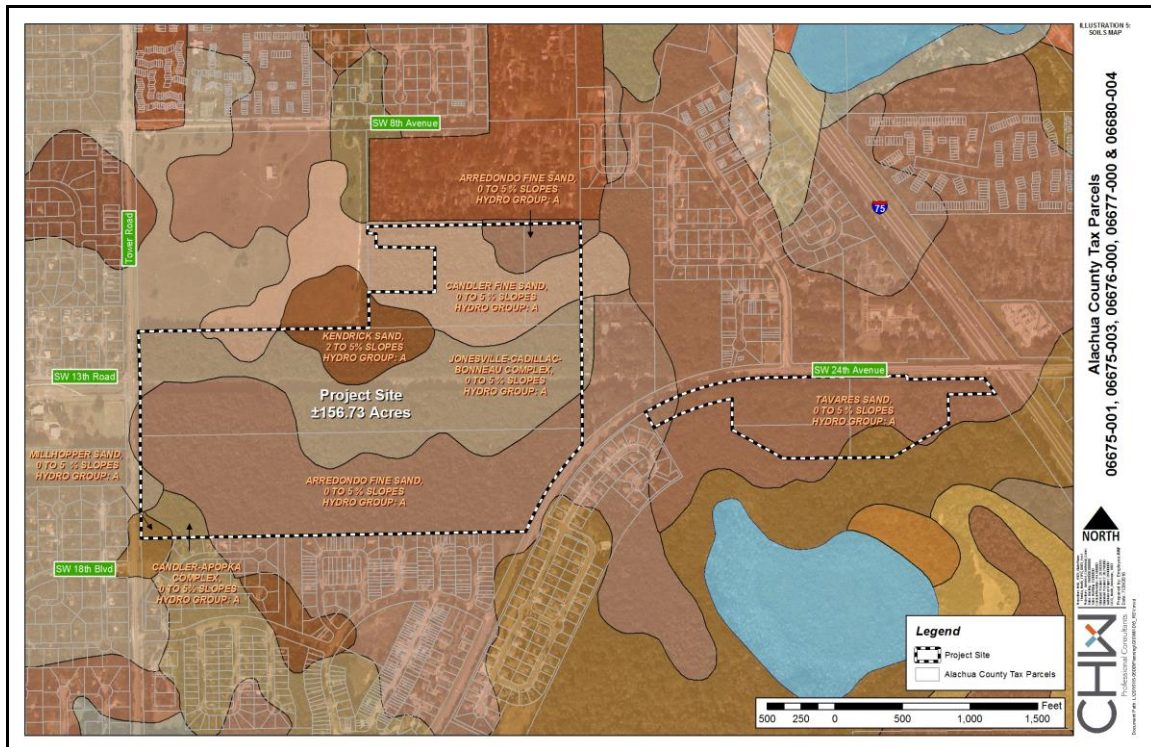 ILLUSTRATION 5:
SOILS MAP
Alachua County Tax Parcels
06675-001, 06675-003, 06676-000, 06677-000 & 06680-004
SW 8th Avenue
ARREDONDO FINE SAND,
0 TO 5% SLOPES
HYDRO GROUP: A
75
Tower Road
CANDLER FINE SAND,
0 TO 5% SLOPES
HYDRO GROUP: A
KENDRICK SAND,
2 TO 5% SLOPES
HYDRO GROUP: A
JONESVILLE-CADILLAC-
BONNEAU COMPLEX,
0 TO 5% SLOPES
HYDRO GROUP: A
SW 13th Road
SW 24th Avenue
Project Site
±156.73 Acres
TAVARES SAND,
0 TO 5% SLOPES
HYDRO GROUP: A
MILLHOPPER SAND,
0 TO 5 % SLOPES
HYDRO GROUP: A
ARREDONDO FINE SAND,
0 TO 5 % SLOPES
HYDRO GROUP: A
SW 18th Blvd
CANDLER-APOPKA
COMPLEX,
0 TO 5% SLOPES
HYDRO GROUP: A
NORTH
Legend
Project Site
Alachua County Tax Parcels
Feet
500 250 0 500 1,000 1,500
CHW
Professional Consultants